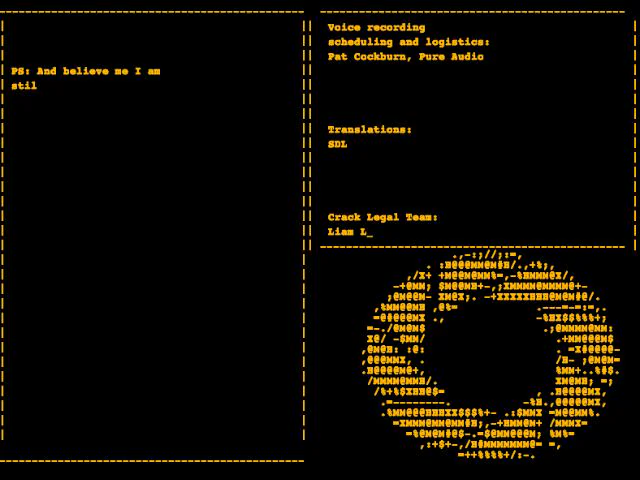 PS: And believe me I am
stil
Voice recording
scheduling and logistics:
Pat Cockburn, Pure Audio
Translations:
SDL
Crack Legal Team:
Liam L_